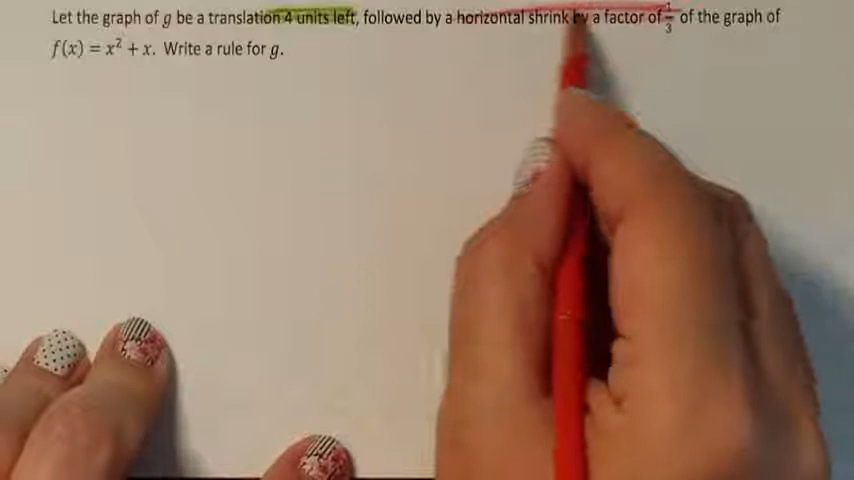 Let the graph of g be a translation 4 units left, followed by a horizontal shrink by a factor of 1/3 of the graph of
f(x) = x² + x. Write a rule for g.